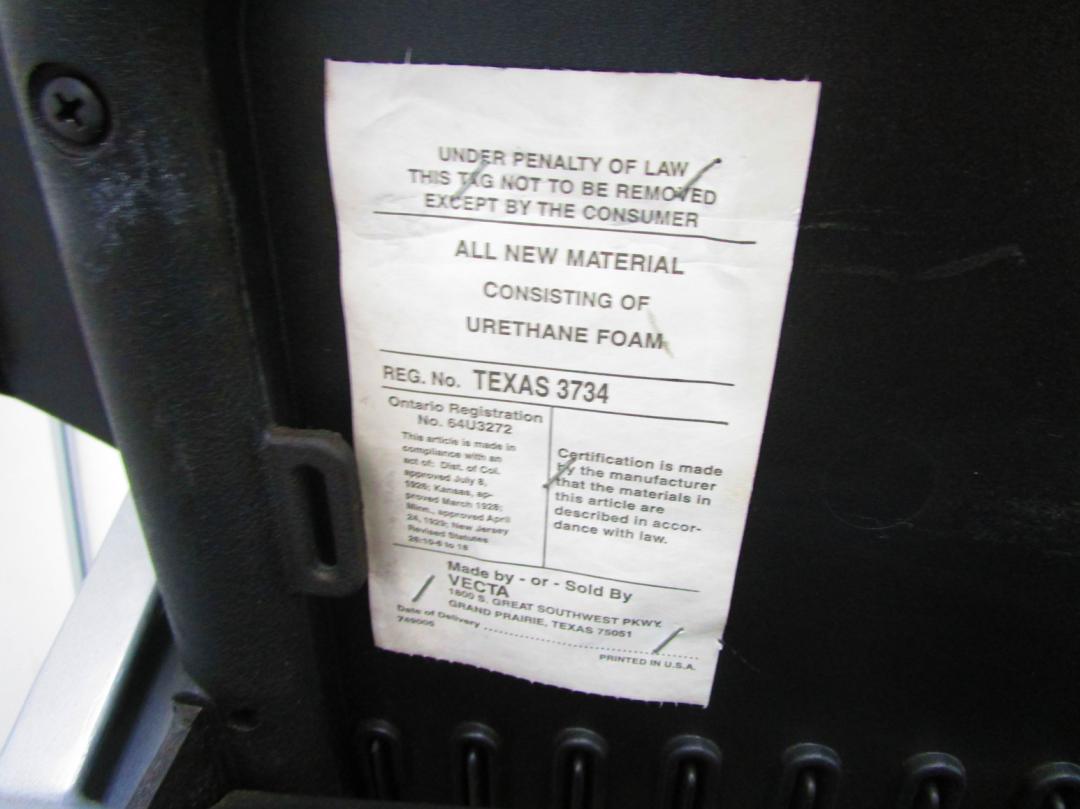 UNDER PENALTY OF LAW
THIS TAG NOT TO BE REMOVED
EXCEPT BY THE CONSUMER
ALL NEW MATERIAL
CONSISTING OF
URETHANE FOAM
REG. No. TEXAS 3734
Ontario Registration
No. 64U3272
This article is made in
compliance with an
act of: Dist. of Col.
approved July 8,
1926; Kansas, ap-
proved March 1928;
Minn., approved April
24, 1929; New Jersey
Revised Statutes
26:10-6 to 18
Certification is made
by the manufacturer
that the materials in
this article are
described in accor-
dance with law.
Made by - or - Sold By
VECTA
1800 S. GREAT SOUTHWEST PKWY.
GRAND PRAIRIE, TEXAS 75051
Date of Delivery
749005
PRINTED IN U.S.A.